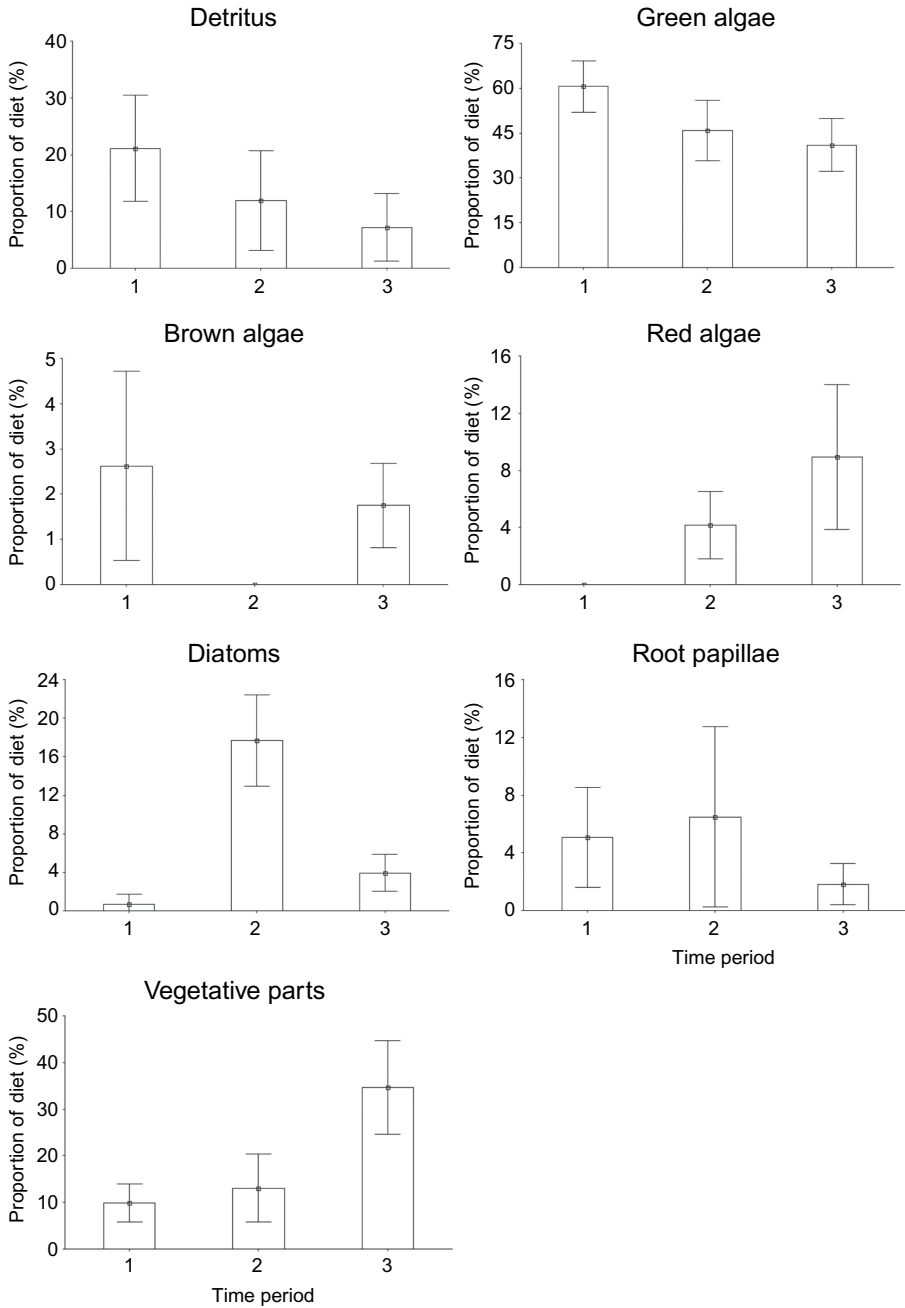 Detritus
Proportion of diet (%)
40
30
20
10
0
1 2 3
Green algae
Proportion of diet (%)
75
60
45
30
15
0
1 2 3
Brown algae
Proportion of diet (%)
5
4
3
2
1
0
1 2 3
Red algae
Proportion of diet (%)
16
12
8
4
0
1 2 3
Diatoms
Proportion of diet (%)
24
20
16
12
8
4
0
1 2 3
Root papillae
Proportion of diet (%)
16
12
8
4
0
1 2 3
Time period
Vegetative parts
Proportion of diet (%)
50
40
30
20
10
0
1 2 3
Time period